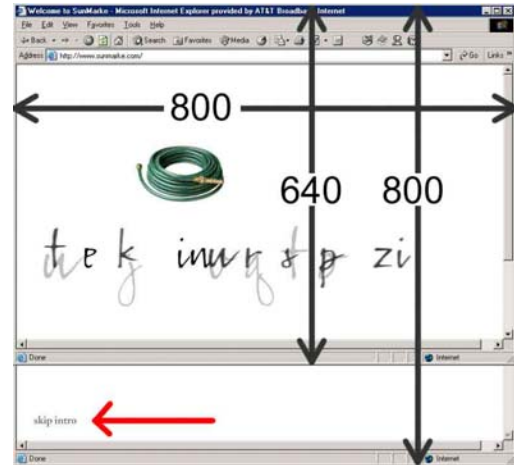 Welcome to SunMarke - Microsoft Internet Explorer provided by AT&T Broadband Internet
File Edit View Favorites Tools Help
Back Search Favorites Media
Address http://www.sunmarke.com/ Go Links »
800
640 800
Done Internet
skip intro
Done Internet